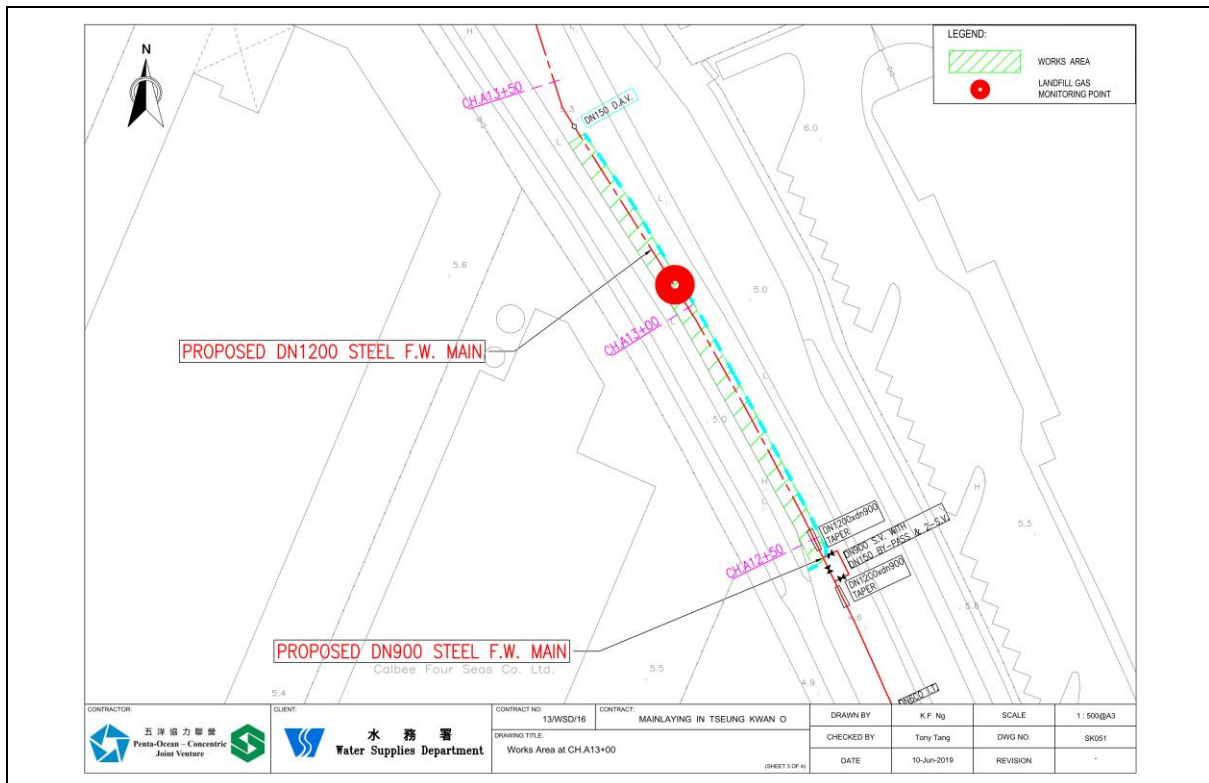 N
LEGEND:
WORKS AREA
LANDFILL GAS
MONITORING POINT
H
L
CH.A13+50
5.3
DN150 D.A.V.
6.0
L
L
5.6
5.0
CH.A13+00
L
PROPOSED DN1200 STEEL F.W. MAIN
L
5.0
H
L
H
DN1200xdn900
TAPER
DN900 S.V. WITH
DN150 BY-PASS & 2-S.V.
5.5
CH.A12+50
DN1200xdn900
TAPER
5.6
4.6
PROPOSED DN900 STEEL F.W. MAIN
Calbee Four Seas Co. Ltd.
5.5
4.9
5.4
CONTRACTOR:
五洋協力聯營
Penta-Ocean – Concentric
Joint Venture
CLIENT:
水務署
Water Supplies Department
CONTRACT NO.
13/WSD/16
CONTRACT:
MAINLAYING IN TSEUNG KWAN O
DRAWING TITLE:
Works Area at CH.A13+00
(SHEET 3 OF 4)
DRAWN BY K.F. Ng SCALE 1 : 500@A3
CHECKED BY Tony Tang DWG NO. SK051
DATE 10-Jun-2019 REVISION -